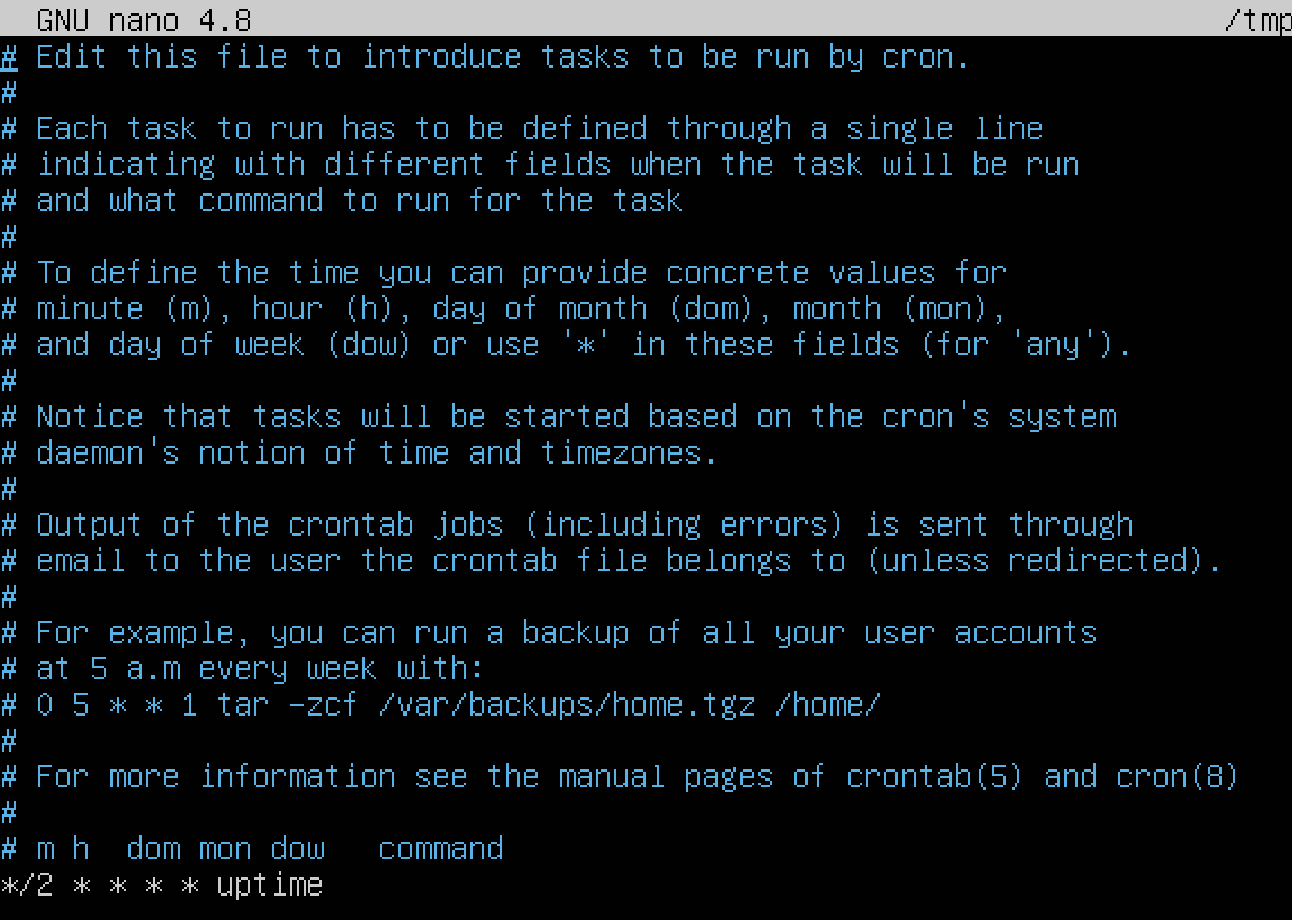 GNU nano 4.8 /tmp
# Edit this file to introduce tasks to be run by cron.
#
# Each task to run has to be defined through a single line
# indicating with different fields when the task will be run
# and what command to run for the task
#
# To define the time you can provide concrete values for
# minute (m), hour (h), day of month (dom), month (mon),
# and day of week (dow) or use '*' in these fields (for 'any').
#
# Notice that tasks will be started based on the cron's system
# daemon's notion of time and timezones.
#
# Output of the crontab jobs (including errors) is sent through
# email to the user the crontab file belongs to (unless redirected).
#
# For example, you can run a backup of all your user accounts
# at 5 a.m every week with:
# 0 5 * * 1 tar -zcf /var/backups/home.tgz /home/
#
# For more information see the manual pages of crontab(5) and cron(8)
#
# m h  dom mon dow   command
*/2 * * * * uptime